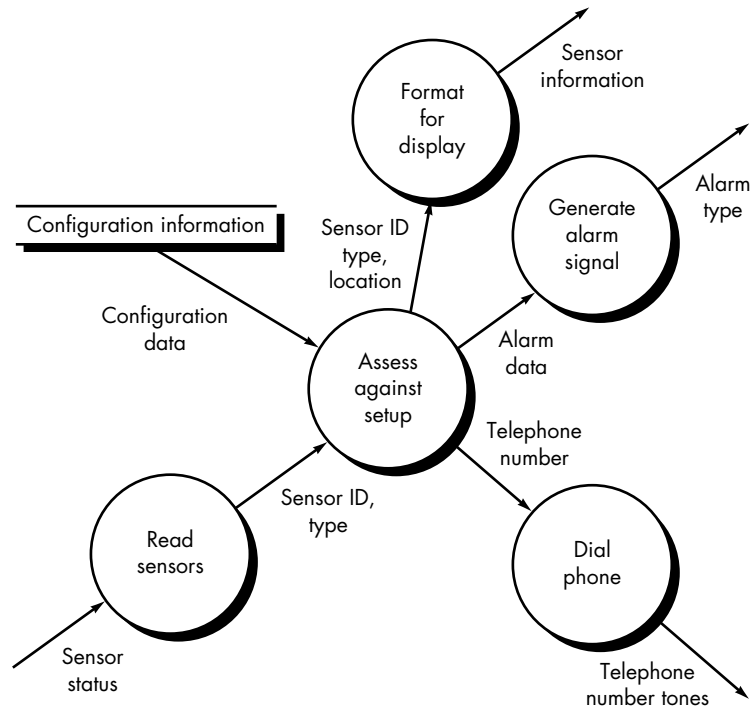 Format
for
display
Sensor
information
Generate
alarm
signal
Alarm
type
Configuration information
Sensor ID
type,
location
Configuration
data
Alarm
data
Assess
against
setup
Telephone
number
Sensor ID,
type
Read
sensors
Dial
phone
Sensor
status
Telephone
number tones